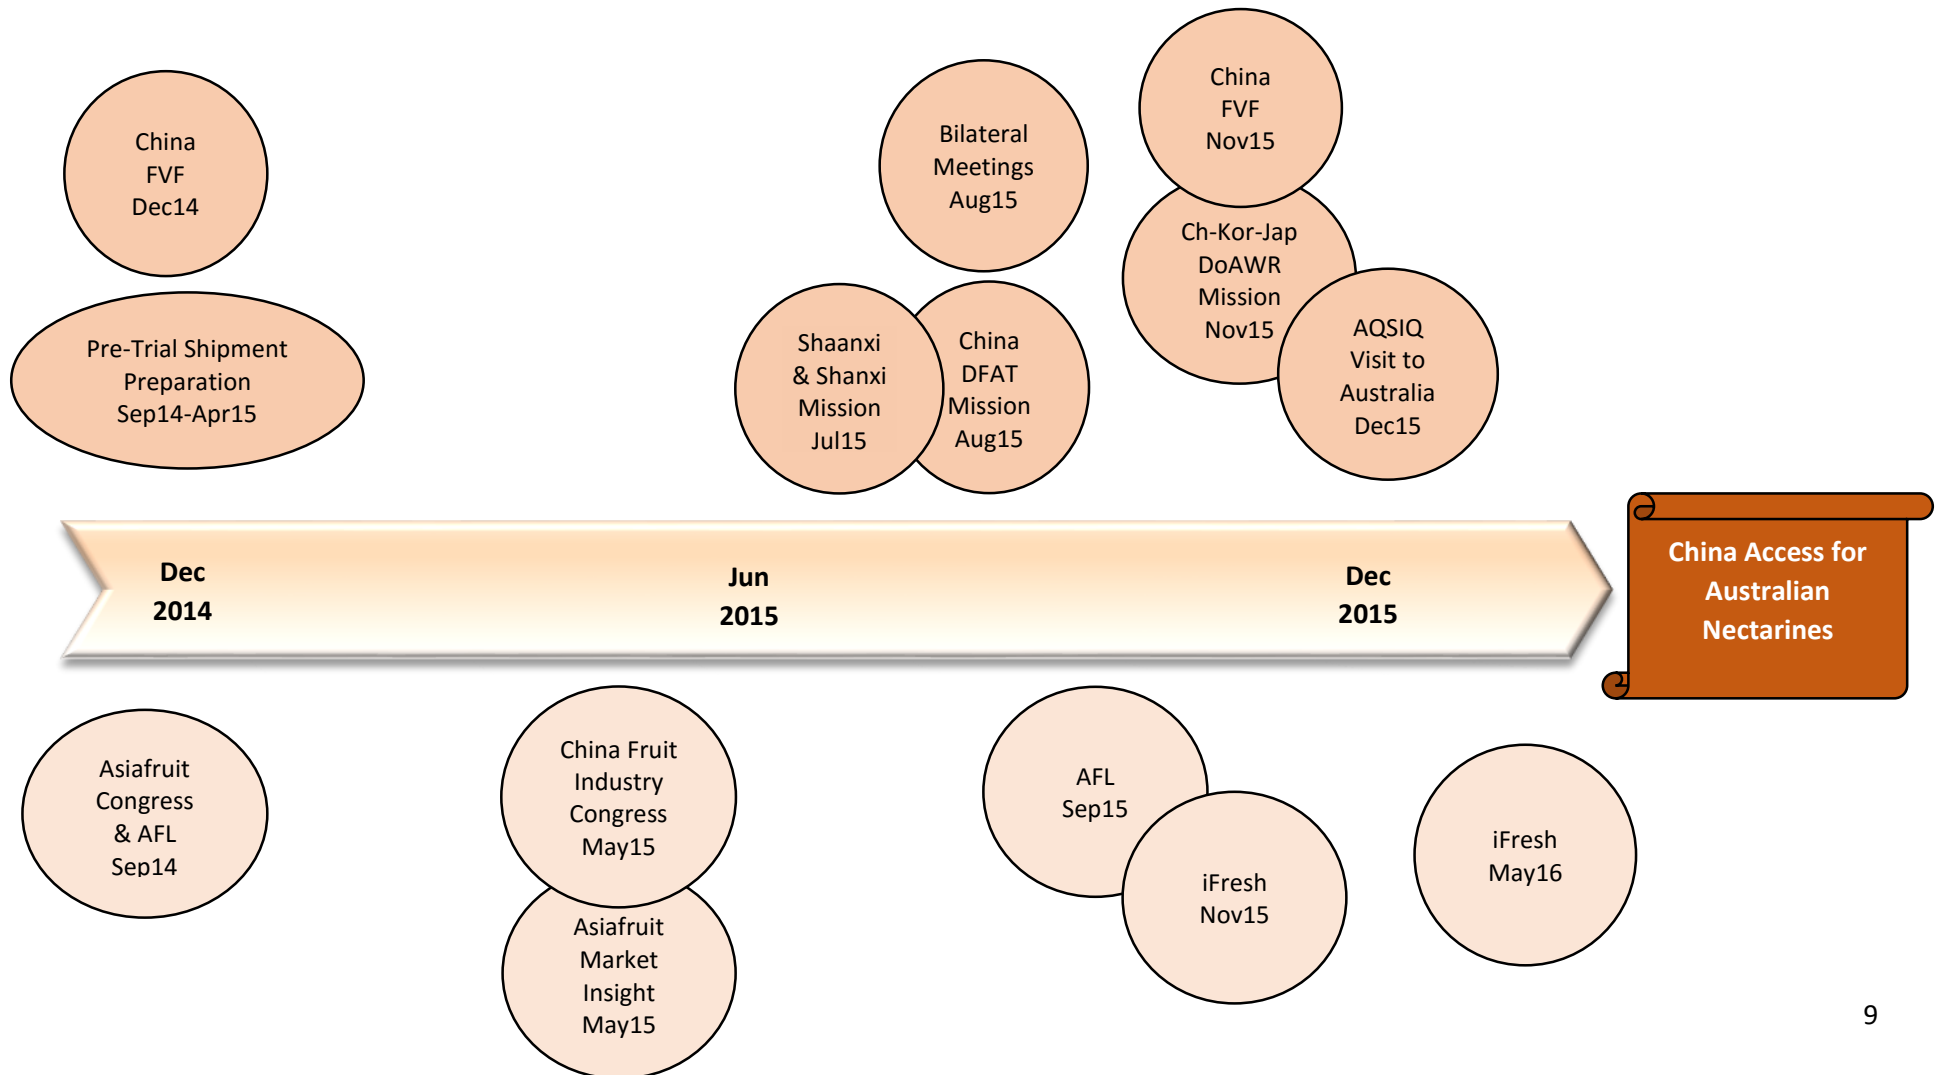 China
FVF
Dec14
Pre-Trial Shipment
Preparation
Sep14-Apr15
Bilateral
Meetings
Aug15
Shaanxi
& Shanxi
Mission
Jul15
China
DFAT
Mission
Aug15
China
FVF
Nov15
Ch-Kor-Jap
DoAWR
Mission
Nov15
AQSIQ
Visit to
Australia
Dec15
Dec
2014
Jun
2015
Dec
2015
China Access for
Australian
Nectarines
Asiafruit
Congress
& AFL
Sep14
China Fruit
Industry
Congress
May15
Asiafruit
Market
Insight
May15
AFL
Sep15
iFresh
Nov15
iFresh
May16
9